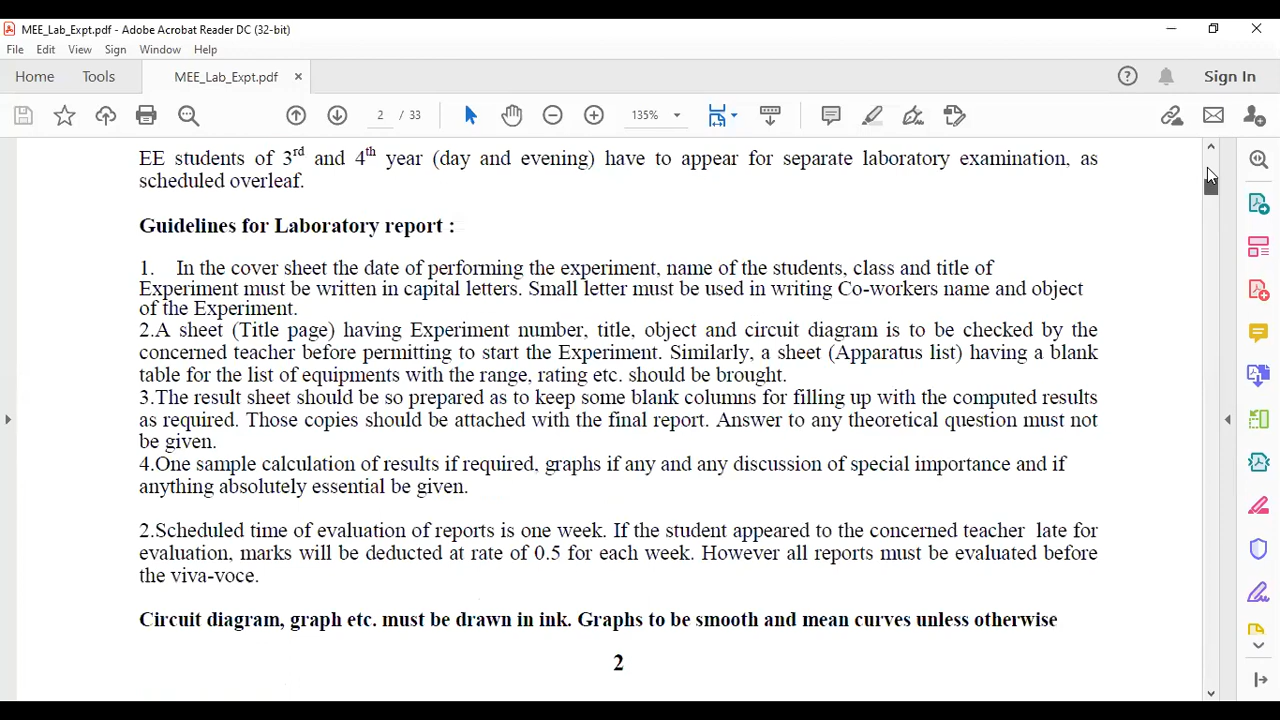 MEE_Lab_Expt.pdf - Adobe Acrobat Reader DC (32-bit)
File Edit View Sign Window Help
Home Tools MEE_Lab_Expt.pdf × Sign In
2 / 33 135%
EE students of 3rd and 4th year (day and evening) have to appear for separate laboratory examination, as
scheduled overleaf.
Guidelines for Laboratory report :
1. In the cover sheet the date of performing the experiment, name of the students, class and title of
Experiment must be written in capital letters. Small letter must be used in writing Co-workers name and object
of the Experiment.
2.A sheet (Title page) having Experiment number, title, object and circuit diagram is to be checked by the
concerned teacher before permitting to start the Experiment. Similarly, a sheet (Apparatus list) having a blank
table for the list of equipments with the range, rating etc. should be brought.
3.The result sheet should be so prepared as to keep some blank columns for filling up with the computed results
as required. Those copies should be attached with the final report. Answer to any theoretical question must not
be given.
4.One sample calculation of results if required, graphs if any and any discussion of special importance and if
anything absolutely essential be given.
2.Scheduled time of evaluation of reports is one week. If the student appeared to the concerned teacher late for
evaluation, marks will be deducted at rate of 0.5 for each week. However all reports must be evaluated before
the viva-voce.
Circuit diagram, graph etc. must be drawn in ink. Graphs to be smooth and mean curves unless otherwise
2